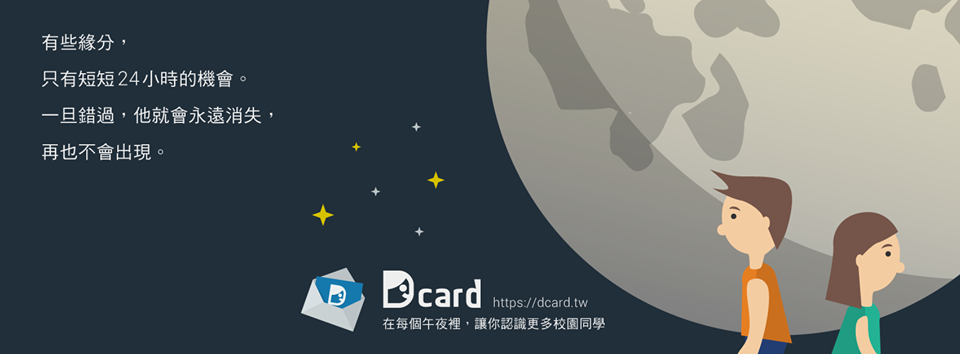 有些緣分，
只有短短24小時的機會。
一旦錯過，他就會永遠消失，
再也不會出現。
D
Dcard https://dcard.tw
在每個午夜裡，讓你認識更多校園同學